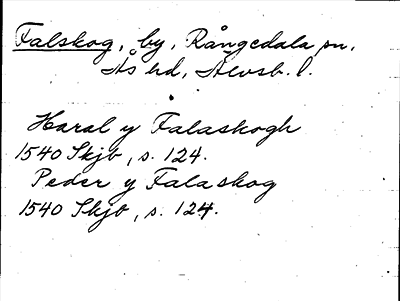 Falskog, by, Rångedala sn,
Ås hd, Älvsb. l.
Haral y Falaskogh
1540 Skjb, s. 124.
Peder y Falaskog
1540 Skjb, s. 124.